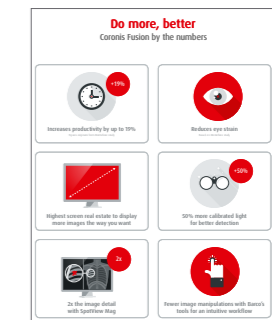 Do more, better
Coronis Fusion by the numbers
+19%
Increases productivity by up to 19%
Reduces eye strain
Highest screen real estate to display
more images the way you want
+50%
50% more calibrated light
for better detection
2x
2x the image detail
with SpotView Mag
Fewer image manipulations with Barco's
tools for an intuitive workflow